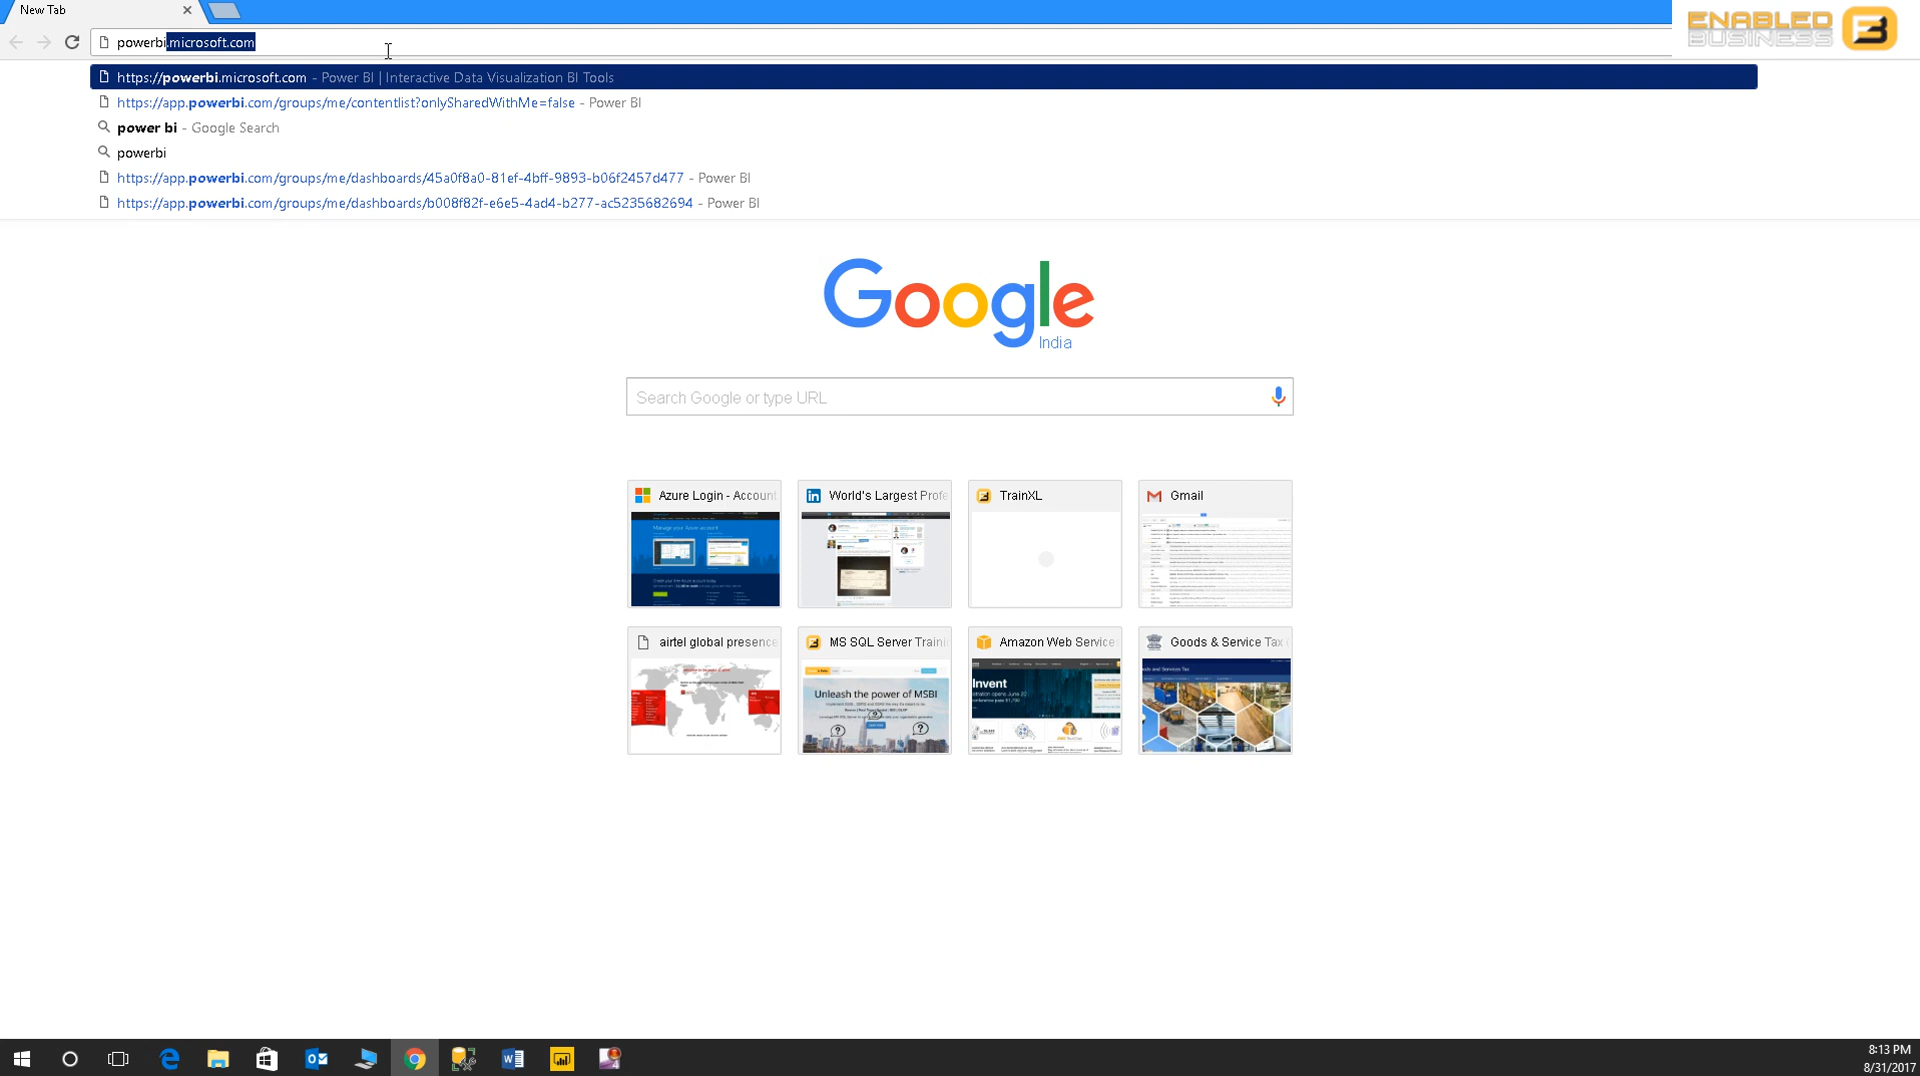 New Tab
ENABLED
BUSINESS
powerbi.microsoft.com
https://powerbi.microsoft.com - Power BI | Interactive Data Visualization BI Tools
https://app.powerbi.com/groups/me/contentlist?onlySharedWithMe=false - Power BI
power bi - Google Search
powerbi
https://app.powerbi.com/groups/me/dashboards/45a0f8a0-81ef-4bff-9893-b06f2457d477 - Power BI
https://app.powerbi.com/groups/me/dashboards/b008f82f-e6e5-4ad4-b277-ac5235682694 - Power BI
Google
India
Search Google or type URL
Azure Login - Account
World's Largest Profe
TrainXL
Gmail
Manage your Azure account
airtel global presence
MS SQL Server Traini
Amazon Web Service
Goods & Service Tax
Unleash the power of MSBI
Invent
8:13 PM
8/31/2017